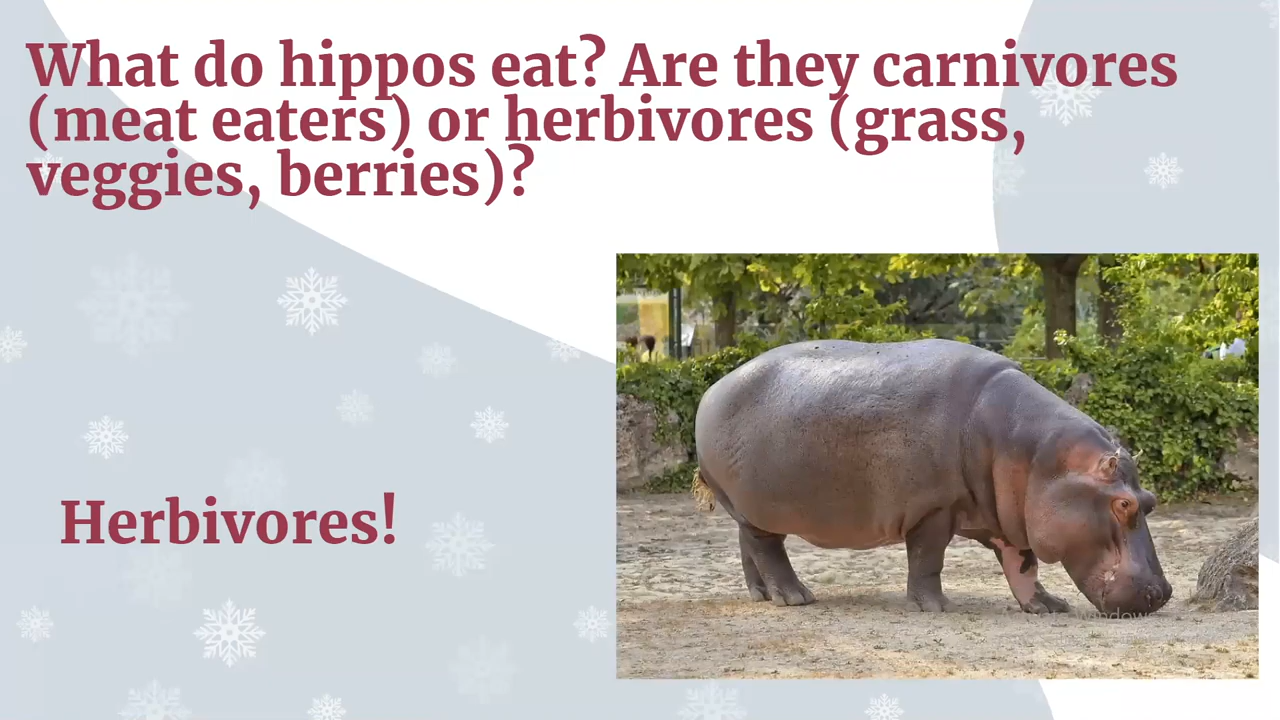 What do hippos eat? Are they carnivores
(meat eaters) or herbivores (grass,
veggies, berries)?
Herbivores!